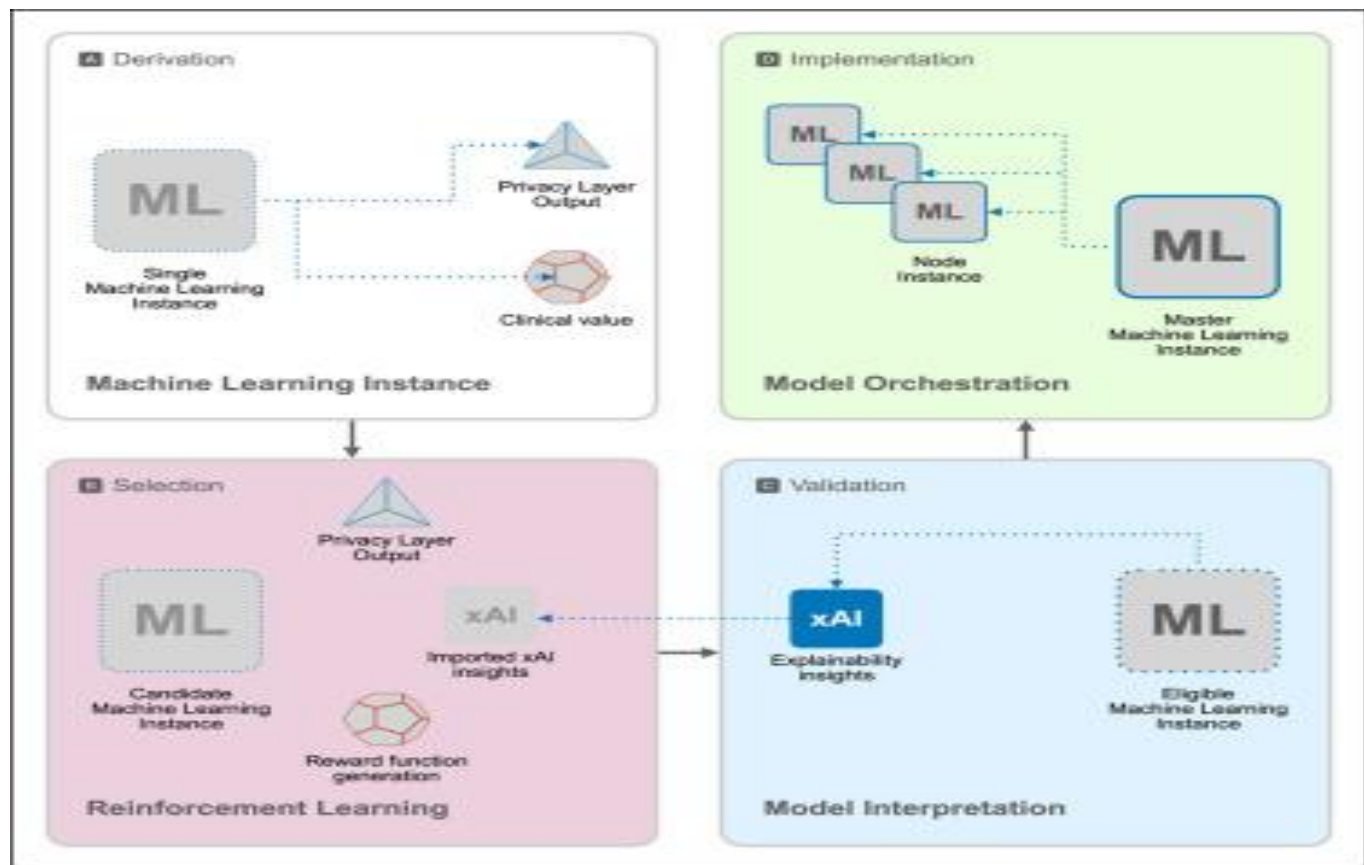 A Derivation
ML
Single
Machine Learning
Instance
Privacy Layer
Output
Clinical value
Machine Learning Instance
D Implementation
ML
ML
ML
Node
Instance
ML
Master
Machine Learning
Instance
Model Orchestration
Selection
Privacy Layer
Output
ML
Candidate
Machine Learning
Instance
xAI
Imported xAI
insights
Reward function
generation
Reinforcement Learning
C Validation
xAI
Explainability
insights
ML
Eligible
Machine Learning
Instance
Model Interpretation